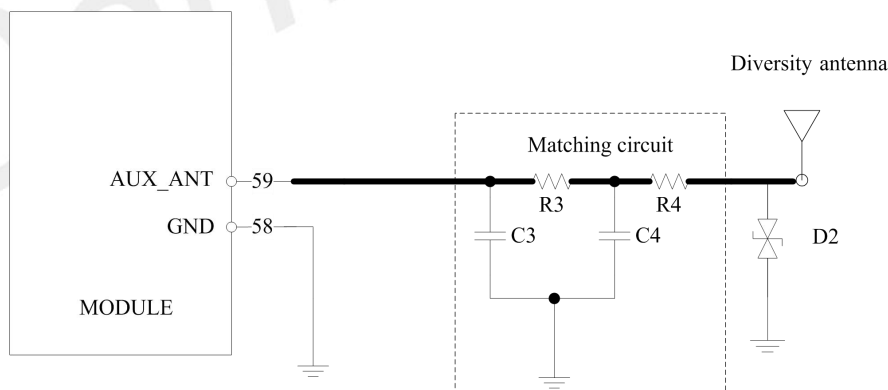 Diversity antenna
Matching circuit
AUX_ANT 59
R3 R4
GND 58
C3 C4 D2
MODULE